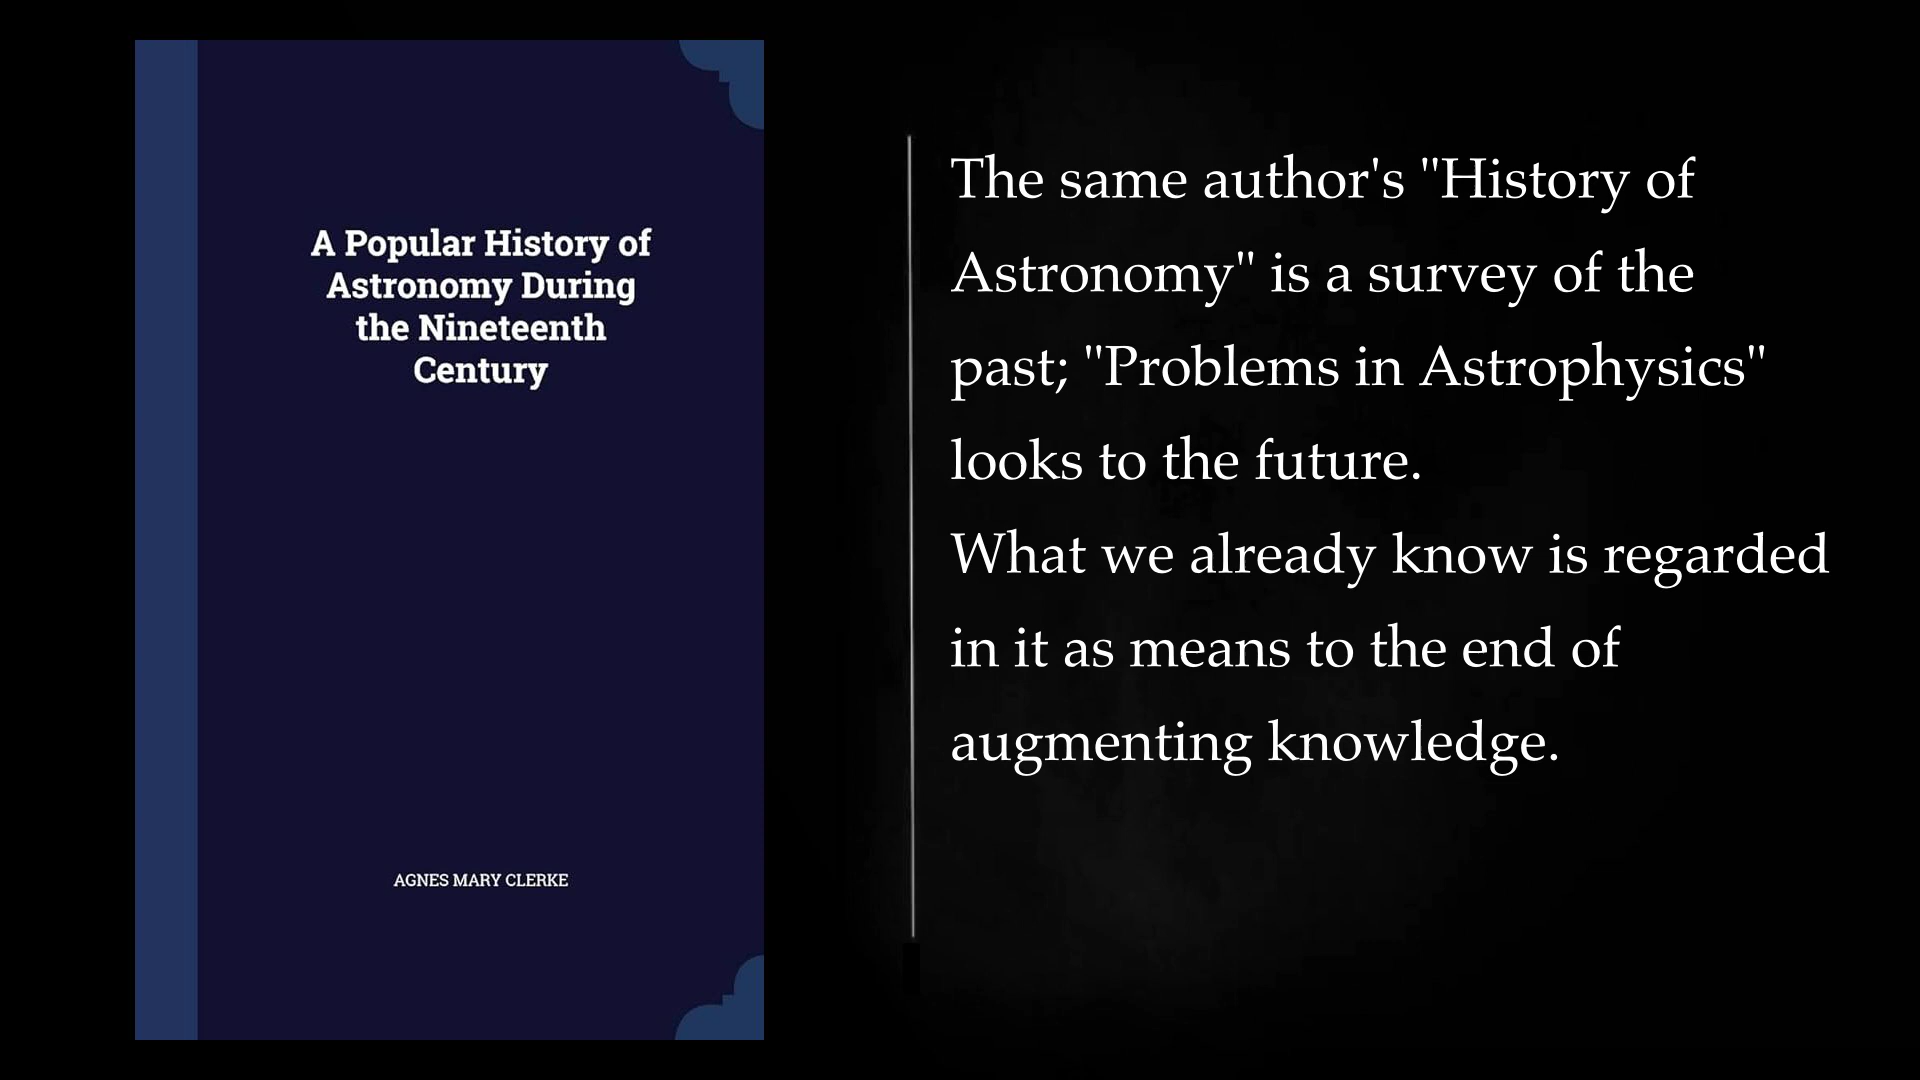 A Popular History of
Astronomy During
the Nineteenth
Century
AGNES MARY CLERKE
The same author's "History of
Astronomy" is a survey of the
past; "Problems in Astrophysics"
looks to the future.
What we already know is regarded
in it as means to the end of
augmenting knowledge.